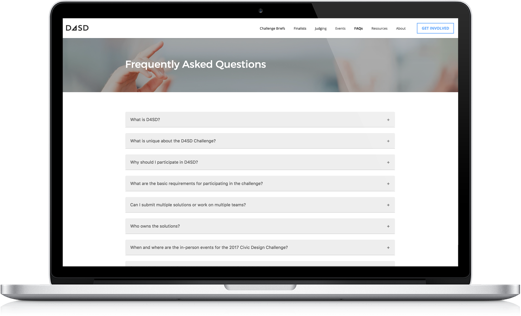 D4SD
Challenge Briefs Finalists Judging Events FAQs Resources About GET INVOLVED
Frequently Asked Questions
What is D4SD? +
What is unique about the D4SD Challenge? +
Why should I participate in D4SD? +
What are the basic requirements for participating in the challenge? +
Can I submit multiple solutions or work on multiple teams? +
Who owns the solutions? +
When and where are the in-person events for the 2017 Civic Design Challenge? +